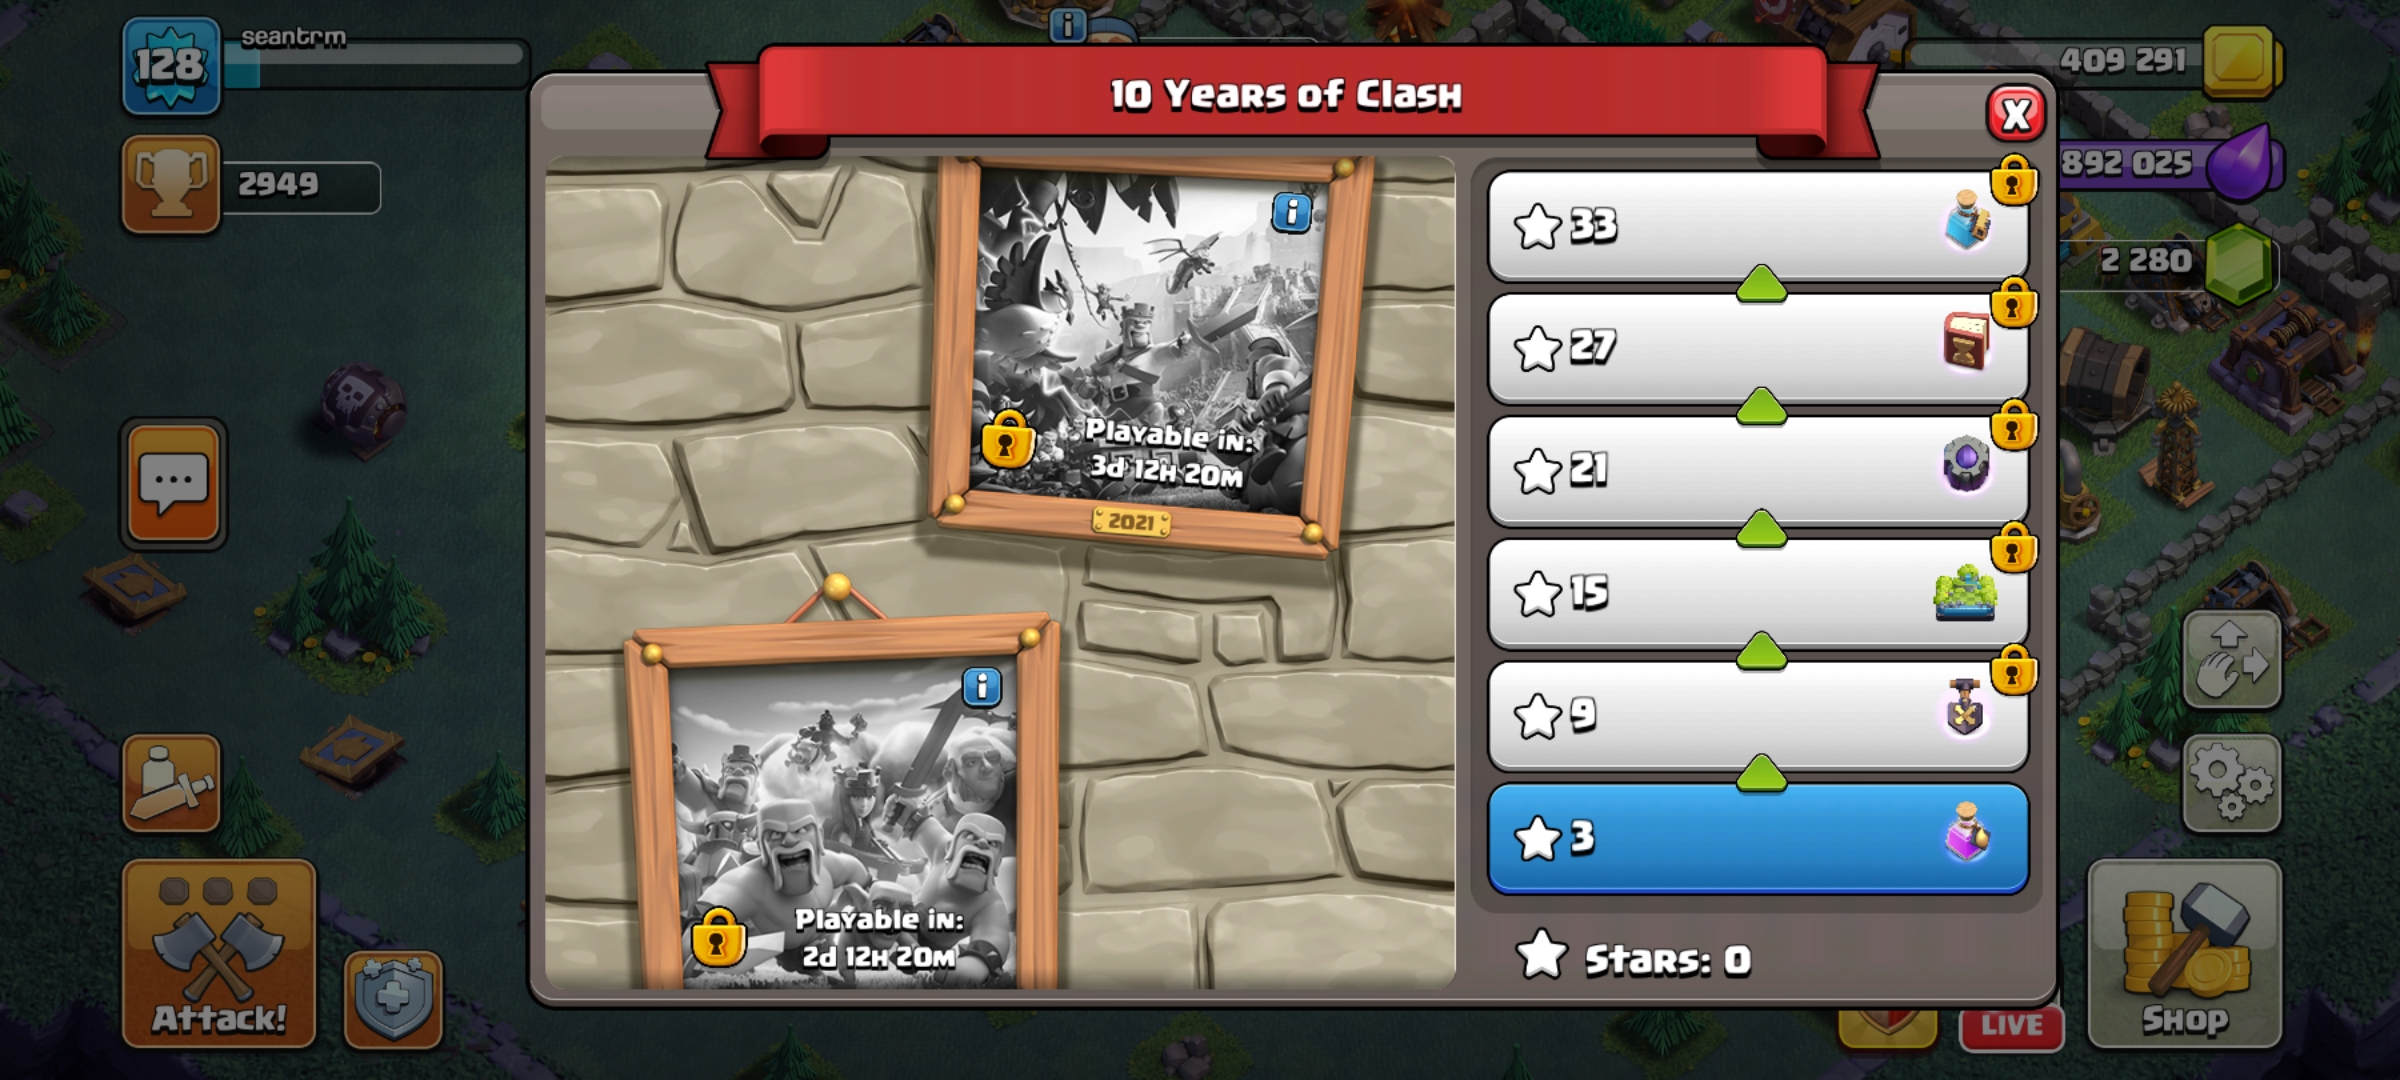 128
seantrm
2949
10 Years of Clash
X
409 291
892 025
2 280
i
i
Playable in:
3d 12H 20M
2021
i
Playable in:
2d 12H 20M
33
27
21
15
9
3
Stars: 0
Attack!
LIVE
Shop